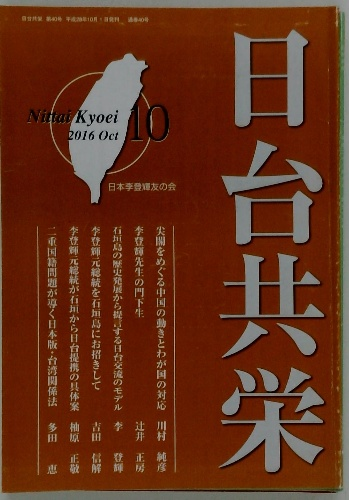 日台共栄 第40号 平成28年10月1日発行 通巻40号
Nittai Kyoei
2016 Oct
10
日本李登輝友の会
日台共栄
尖閣をめぐる中国の動きとわが国の対応 川村 純彦
李登輝先生の門下生 辻井 正房
石垣島の歴史発展から提言する日台交流のモデル 李 登輝
李登輝元総統を石垣島にお招きして 吉田 信解
李登輝元総統が石垣から日台提携の具体案 柚原 正敬
二重国籍問題が導く日本版・台湾関係法 多田 恵